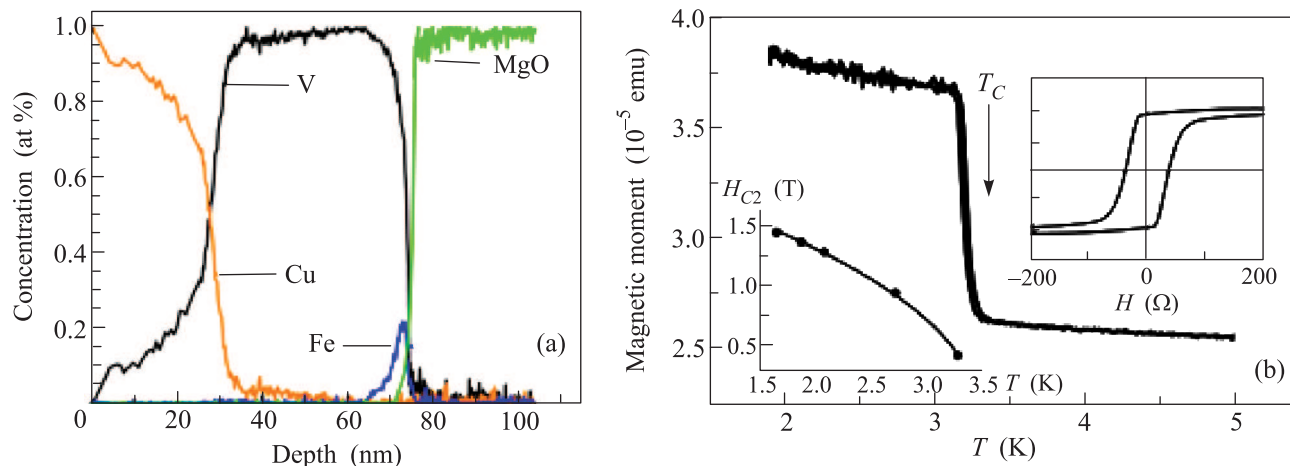 1.0
0.8
0.6
0.4
0.2
0
20
40
60
80
100
Concentration (at %)
Depth (nm)
V
Cu
Fe
MgO
(a)
4.0
3.5
3.0
2.5
Magnetic moment (10⁻⁵ emu)
2
3
4
5
T (K)
T_C
(b)
H_{C2} (T)
1.5
1.0
0.5
1.5
2.0
2.5
3.0
3.5
T (K)
−200
0
200
H (Ω)